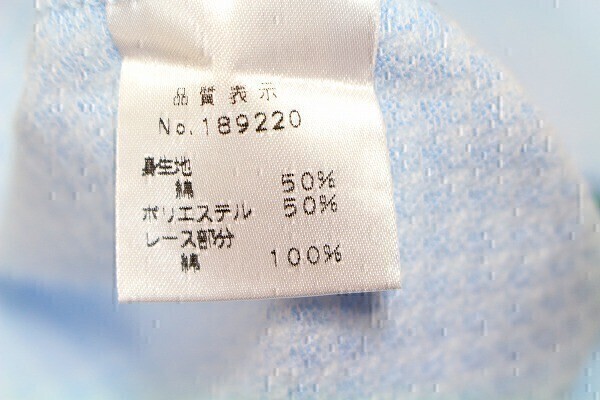 品質表示
No.189220
身生地
綿 50%
ポリエステル 50%
レース部分
綿 100%